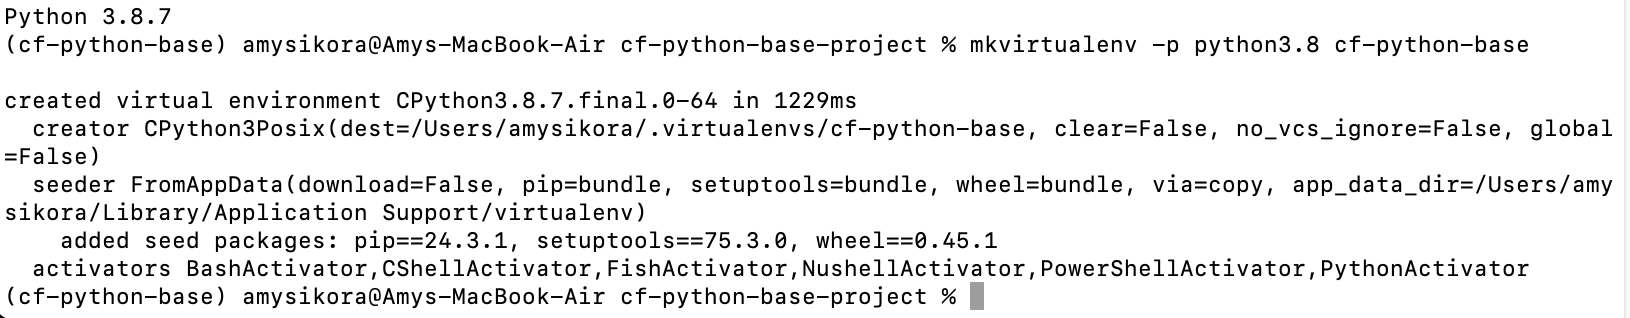 Python 3.8.7
(cf-python-base) amysikora@Amys-MacBook-Air cf-python-base-project % mkvirtualenv -p python3.8 cf-python-base
created virtual environment CPython3.8.7.final.0-64 in 1229ms
  creator CPython3Posix(dest=/Users/amysikora/.virtualenvs/cf-python-base, clear=False, no_vcs_ignore=False, global
=False)
  seeder FromAppData(download=False, pip=bundle, setuptools=bundle, wheel=bundle, via=copy, app_data_dir=/Users/amy
sikora/Library/Application Support/virtualenv)
    added seed packages: pip==24.3.1, setuptools==75.3.0, wheel==0.45.1
  activators BashActivator,CShellActivator,FishActivator,NushellActivator,PowerShellActivator,PythonActivator
(cf-python-base) amysikora@Amys-MacBook-Air cf-python-base-project %